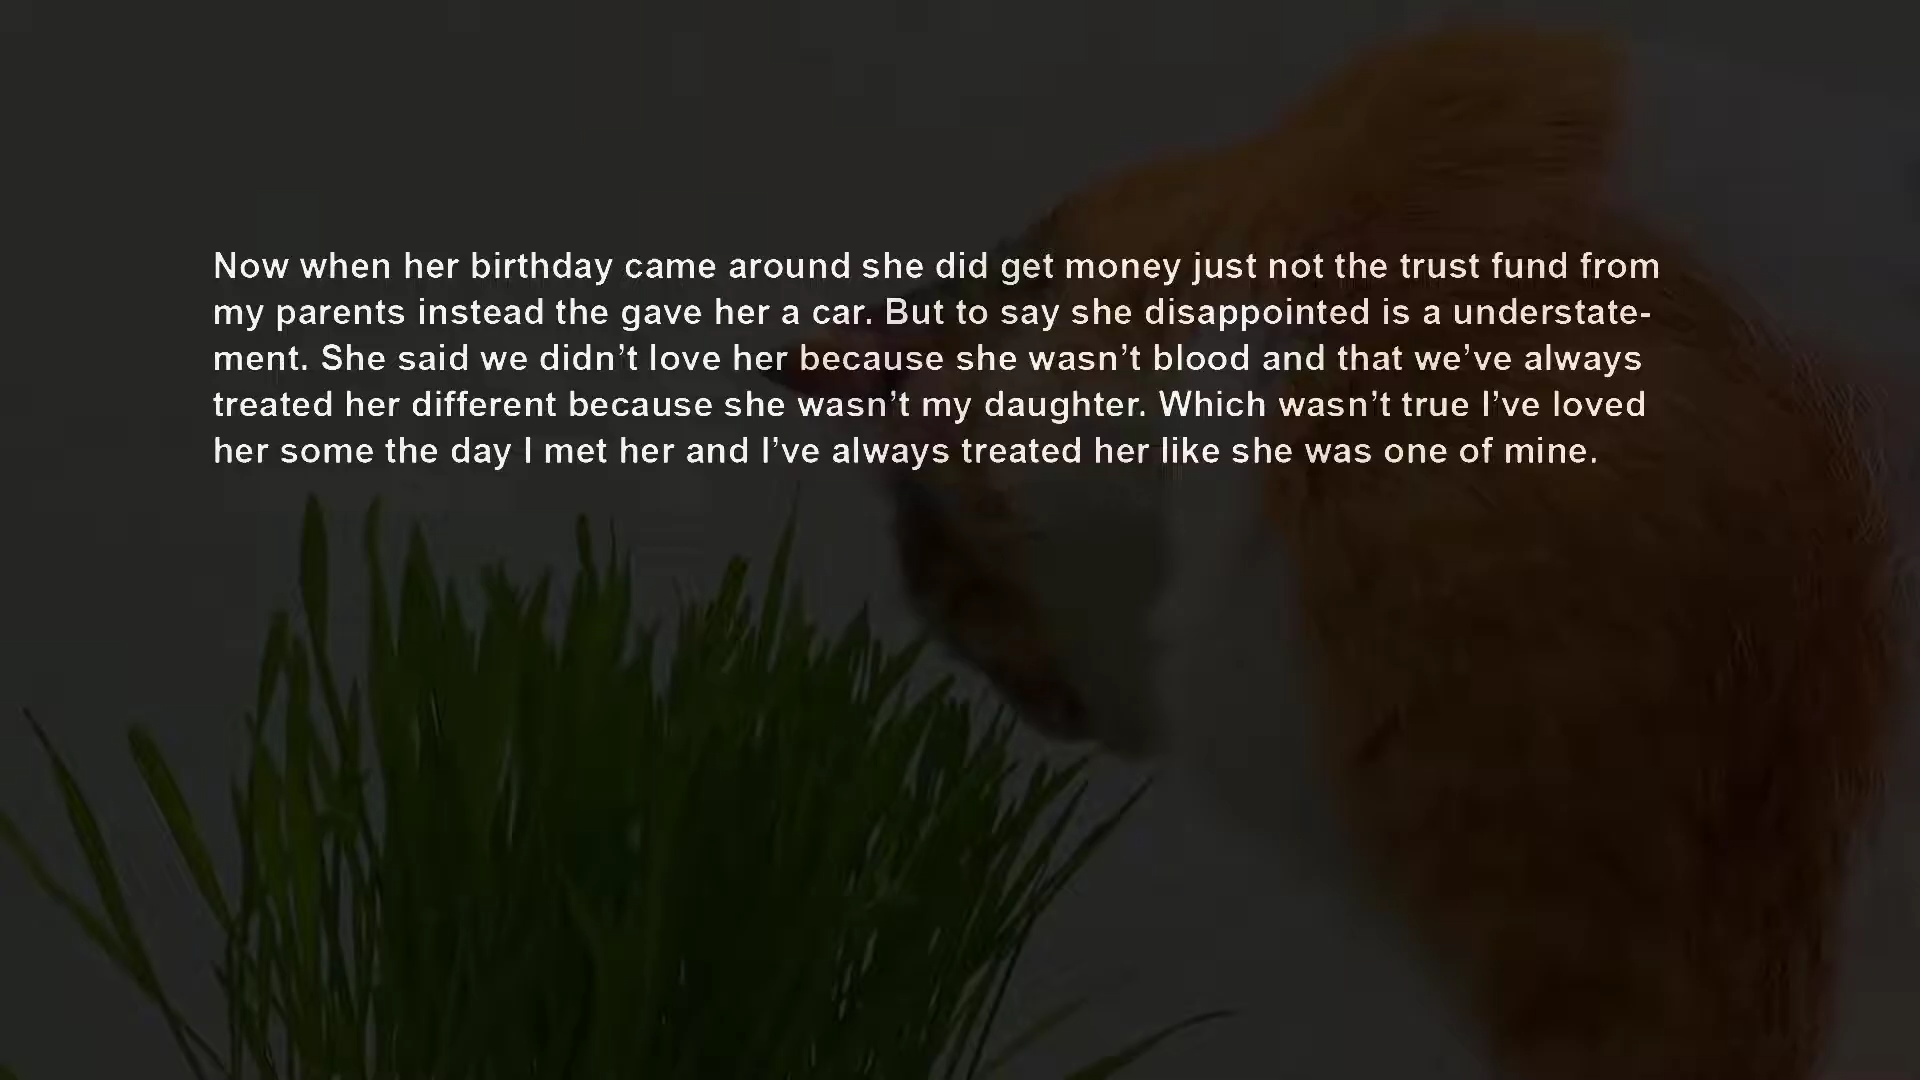 Now when her birthday came around she did get money just not the trust fund from
my parents instead the gave her a car. But to say she disappointed is a understate-
ment. She said we didn’t love her because she wasn’t blood and that we’ve always
treated her different because she wasn’t my daughter. Which wasn’t true I’ve loved
her some the day I met her and I’ve always treated her like she was one of mine.